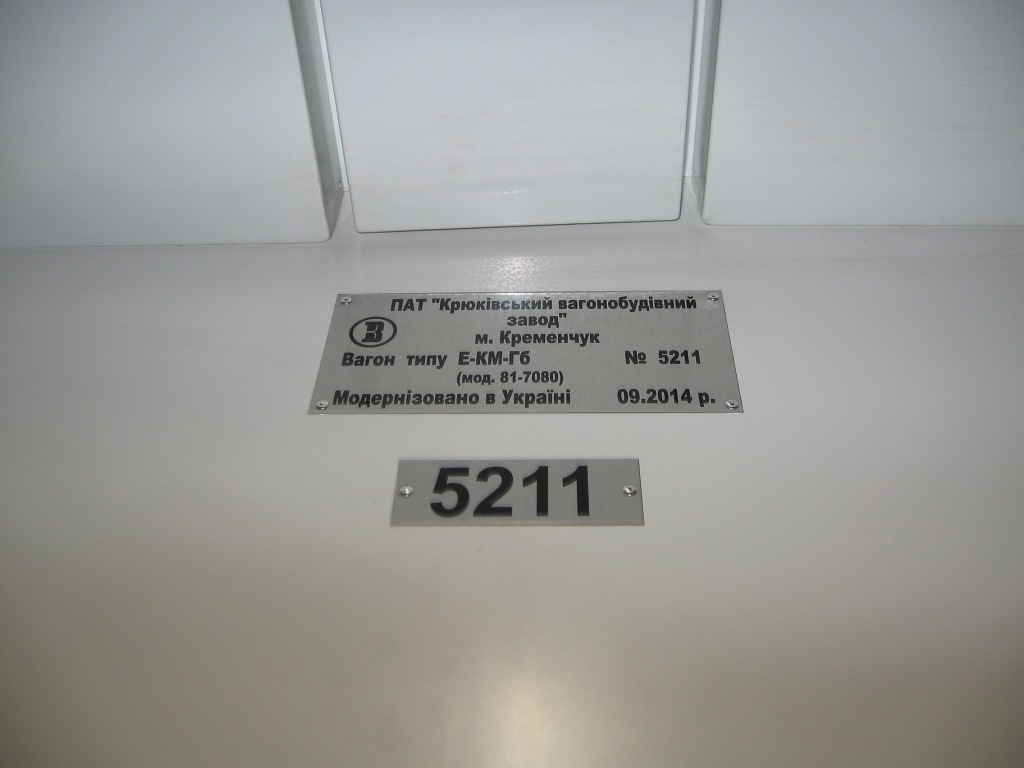 ПАТ "Крюківський вагонобудівний
завод"
м. Кременчук
Вагон типу Е-КМ-Гб № 5211
(мод. 81-7080)
Модернізовано в Україні 09.2014 р.
5211